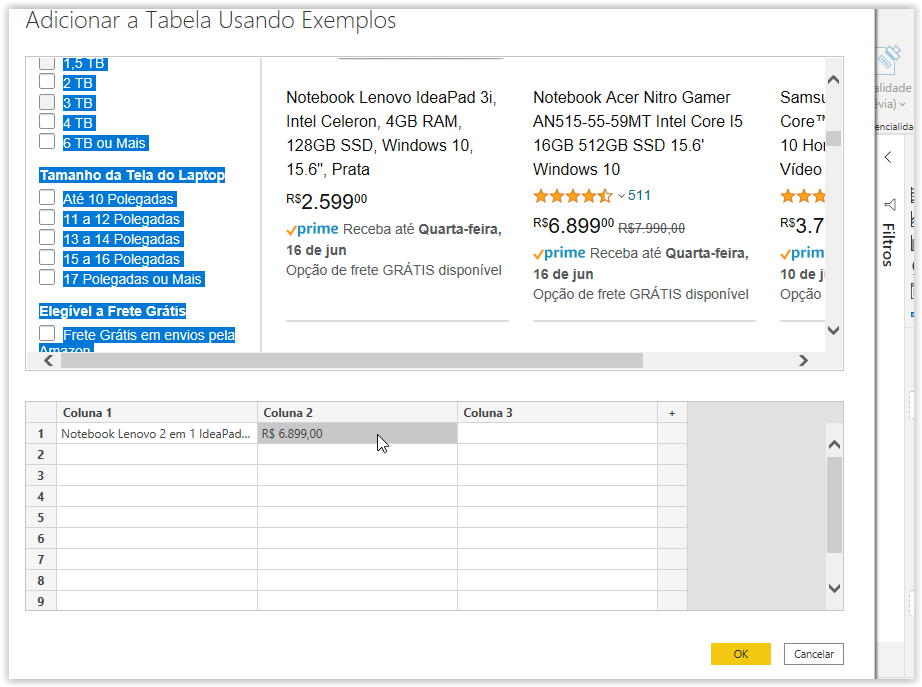 Adicionar a Tabela Usando Exemplos
1,5 TB
2 TB
3 TB
4 TB
6 TB ou Mais
Tamanho da Tela do Laptop
Até 10 Polegadas
11 a 12 Polegadas
13 a 14 Polegadas
15 a 16 Polegadas
17 Polegadas ou Mais
Elegível a Frete Grátis
Frete Grátis em envios pela
Amazon
Notebook Lenovo IdeaPad 3i,
Intel Celeron, 4GB RAM,
128GB SSD, Windows 10,
15.6", Prata
R$2.59900
prime Receba até Quarta-feira,
16 de jun
Opção de frete GRÁTIS disponível
Notebook Acer Nitro Gamer
AN515-55-59MT Intel Core I5
16GB 512GB SSD 15.6'
Windows 10
511
R$6.89900 R$7.990,00
prime Receba até Quarta-feira,
16 de jun
Opção de frete GRÁTIS disponível
Samsu
Core™
10 Ho
Vídeo
R$3.7
prim
10 de j
Opção
alidade
évia)
encialida
Filtros
Coluna 1 Coluna 2 Coluna 3 +
1 Notebook Lenovo 2 em 1 IdeaPad... R$ 6.899,00
2
3
4
5
6
7
8
9
OK Cancelar